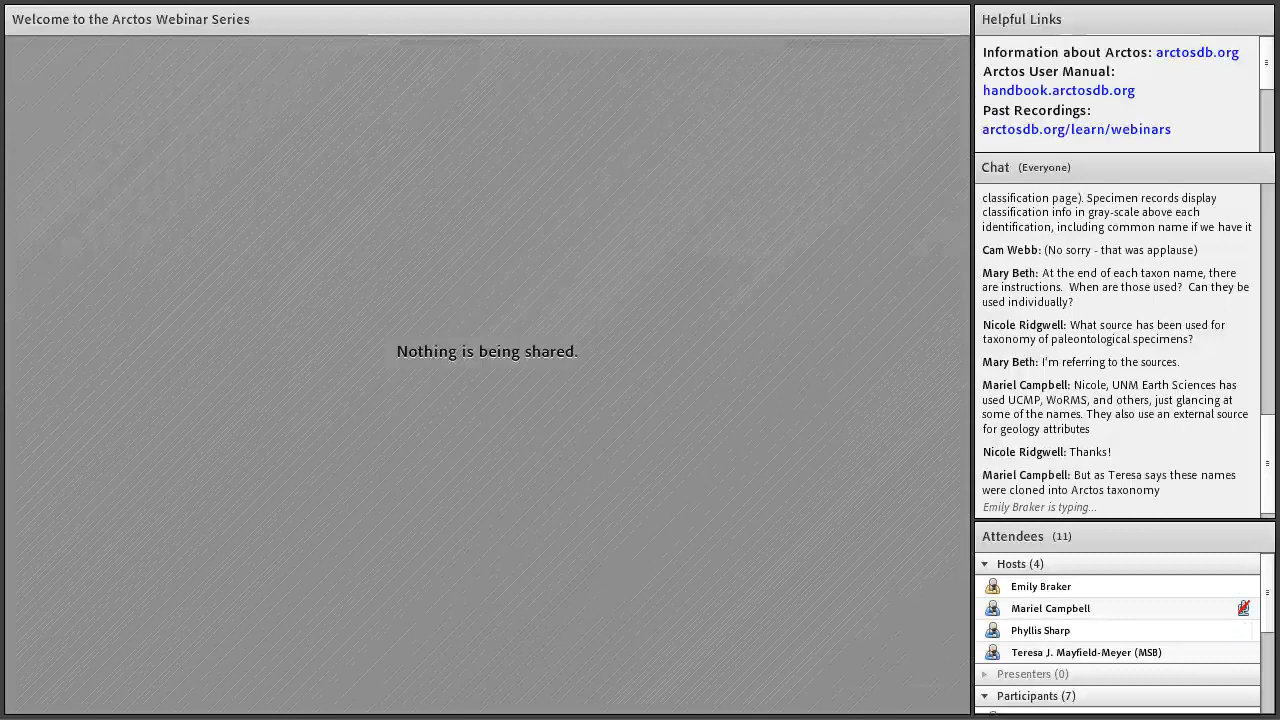 Welcome to the Arctos Webinar Series
Nothing is being shared.
Helpful Links
Information about Arctos: arctosdb.org
Arctos User Manual:
handbook.arctosdb.org
Past Recordings:
arctosdb.org/learn/webinars
Chat (Everyone)
classification page). Specimen records display
classification info in gray-scale above each
identification, including common name if we have it
Cam Webb: (No sorry - that was applause)
Mary Beth: At the end of each taxon name, there
are instructions. When are those used? Can they be
used individually?
Nicole Ridgwell: What source has been used for
taxonomy of paleontological specimens?
Mary Beth: I'm referring to the sources.
Mariel Campbell: Nicole, UNM Earth Sciences has
used UCMP, WoRMS, and others, just glancing at
some of the names. They also use an external source
for geology attributes
Nicole Ridgwell: Thanks!
Mariel Campbell: But as Teresa says these names
were cloned into Arctos taxonomy
Emily Braker is typing...
Attendees (11)
Hosts (4)
Emily Braker
Mariel Campbell
Phyllis Sharp
Teresa J. Mayfield-Meyer (MSB)
Presenters (0)
Participants (7)